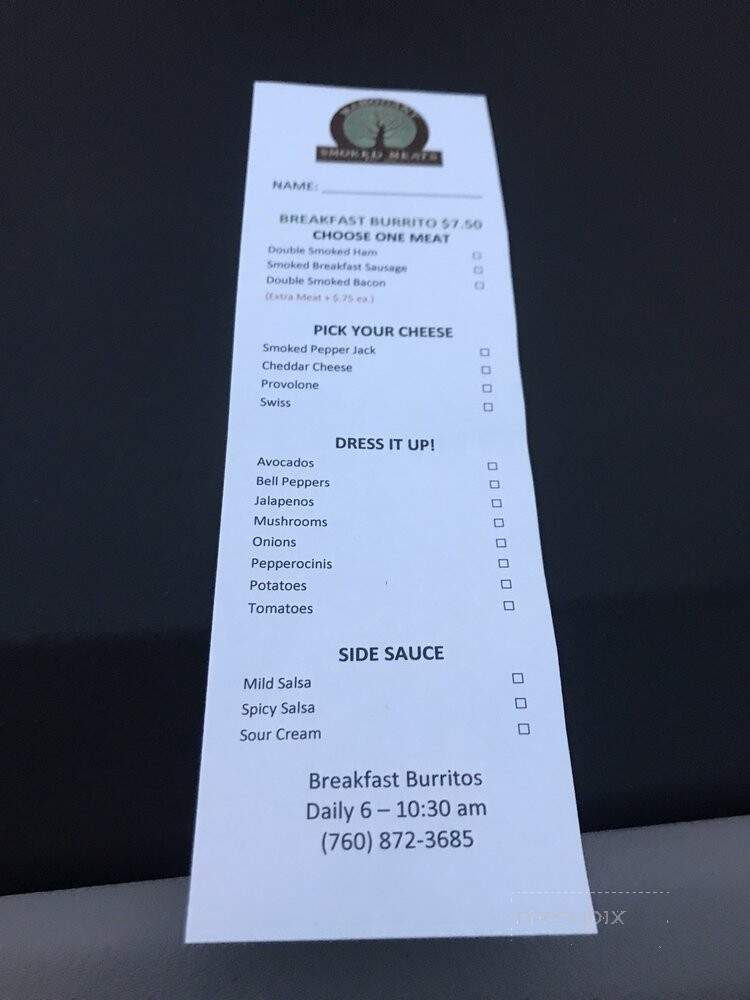 MAHOGANY
SMOKED MEATS
NAME:
BREAKFAST BURRITO $7.50
CHOOSE ONE MEAT
Double Smoked Ham
Smoked Breakfast Sausage
Double Smoked Bacon
(Extra Meat + $.75 ea.)
PICK YOUR CHEESE
Smoked Pepper Jack
Cheddar Cheese
Provolone
Swiss
DRESS IT UP!
Avocados
Bell Peppers
Jalapenos
Mushrooms
Onions
Pepperocinis
Potatoes
Tomatoes
SIDE SAUCE
Mild Salsa
Spicy Salsa
Sour Cream
Breakfast Burritos
Daily 6 – 10:30 am
(760) 872-3685